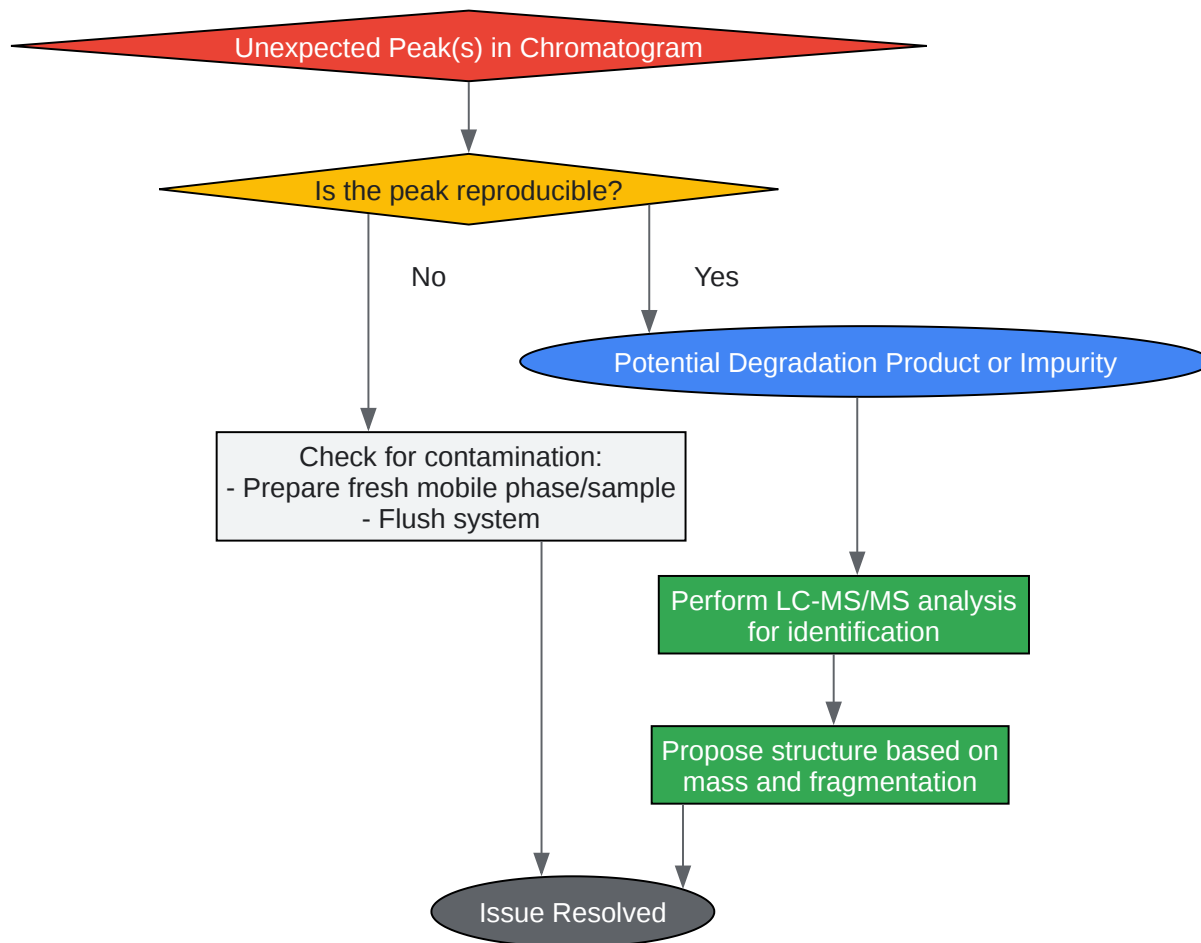 Unexpected Peak(s) in Chromatogram
Is the peak reproducible?
No
Yes
Potential Degradation Product or Impurity
Check for contamination:
- Prepare fresh mobile phase/sample
- Flush system
Perform LC-MS/MS analysis
for identification
Propose structure based on
mass and fragmentation
Issue Resolved